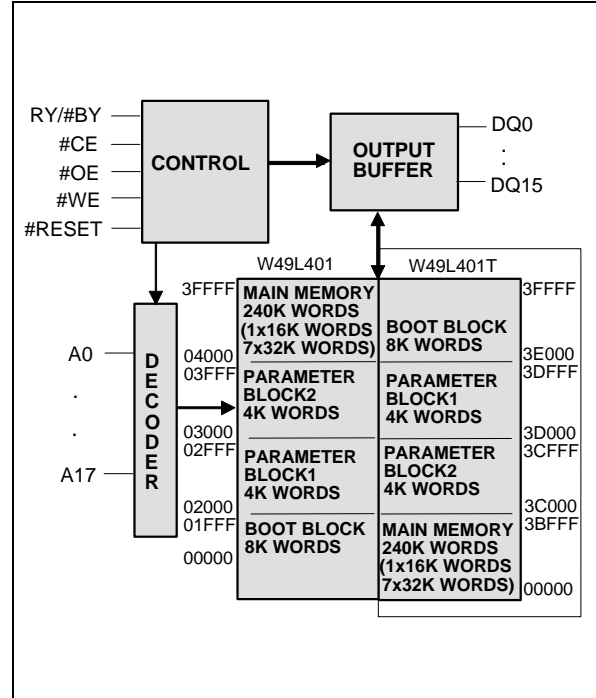 RY/#BY
#CE
#OE
#WE
#RESET
CONTROL
OUTPUT
BUFFER
DQ0
.
.
DQ15
W49L401
W49L401T
A0
.
.
A17
DECODER
3FFFF
04000
03FFF
03000
02FFF
02000
01FFF
00000
MAIN MEMORY
240K WORDS
(1x16K WORDS
7x32K WORDS)
PARAMETER
BLOCK2
4K WORDS
PARAMETER
BLOCK1
4K WORDS
BOOT BLOCK
8K WORDS
BOOT BLOCK
8K WORDS
PARAMETER
BLOCK1
4K WORDS
PARAMETER
BLOCK2
4K WORDS
MAIN MEMORY
240K WORDS
(1x16K WORDS
7x32K WORDS)
3FFFF
3E000
3DFFF
3D000
3CFFF
3C000
3BFFF
00000